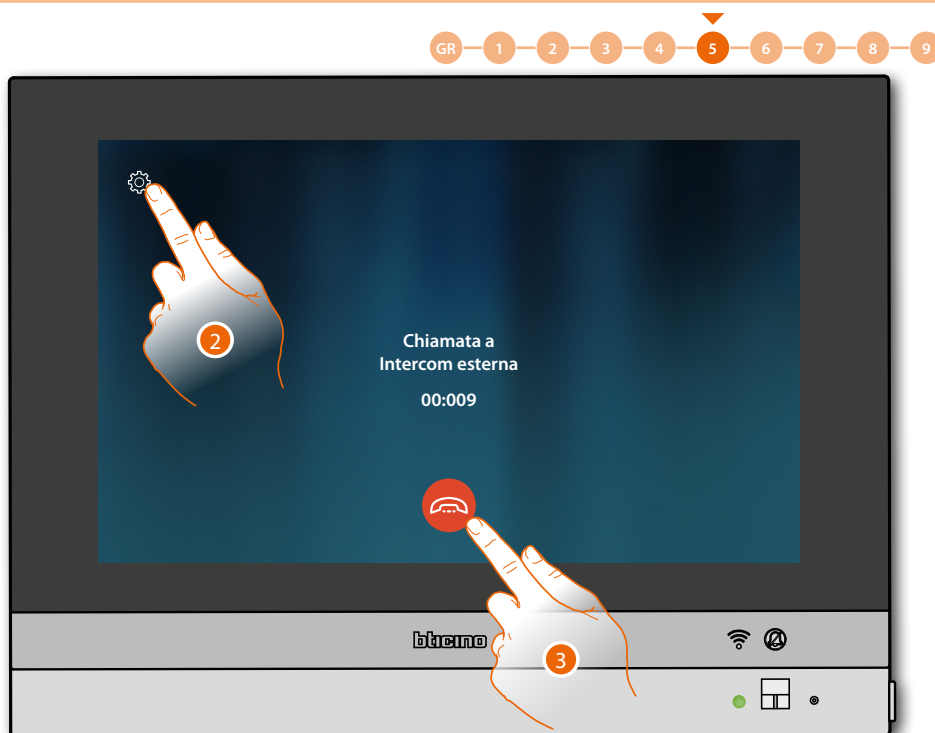 GR 1 2 3 4 5 6 7 8 9
2
Chiamata a
Intercom esterna
00:009
bticino
3